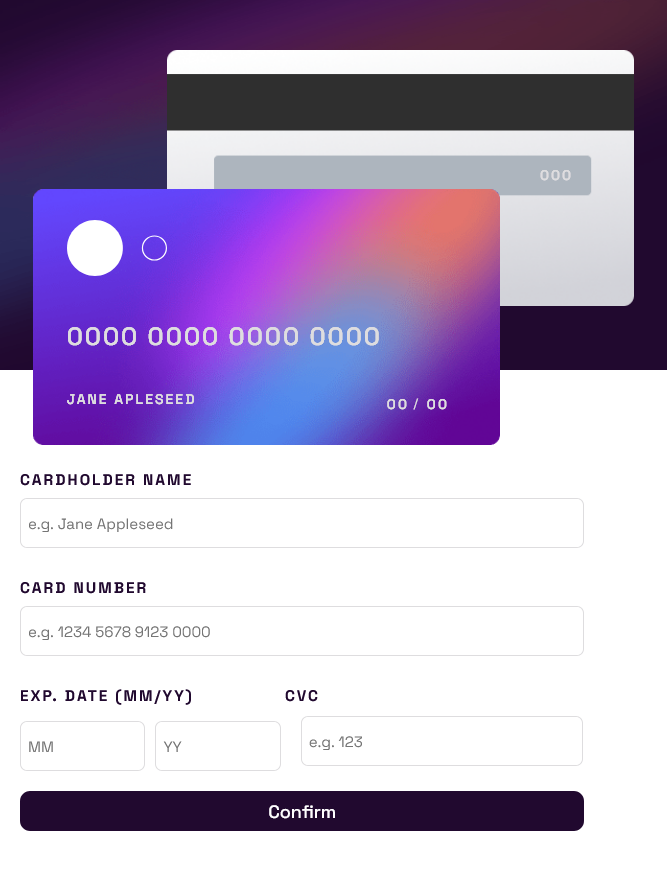 000
0000 0000 0000 0000
JANE APLESEED
00 / 00
CARDHOLDER NAME
e.g. Jane Appleseed
CARD NUMBER
e.g. 1234 5678 9123 0000
EXP. DATE (MM/YY) CVC
MM YY e.g. 123
Confirm